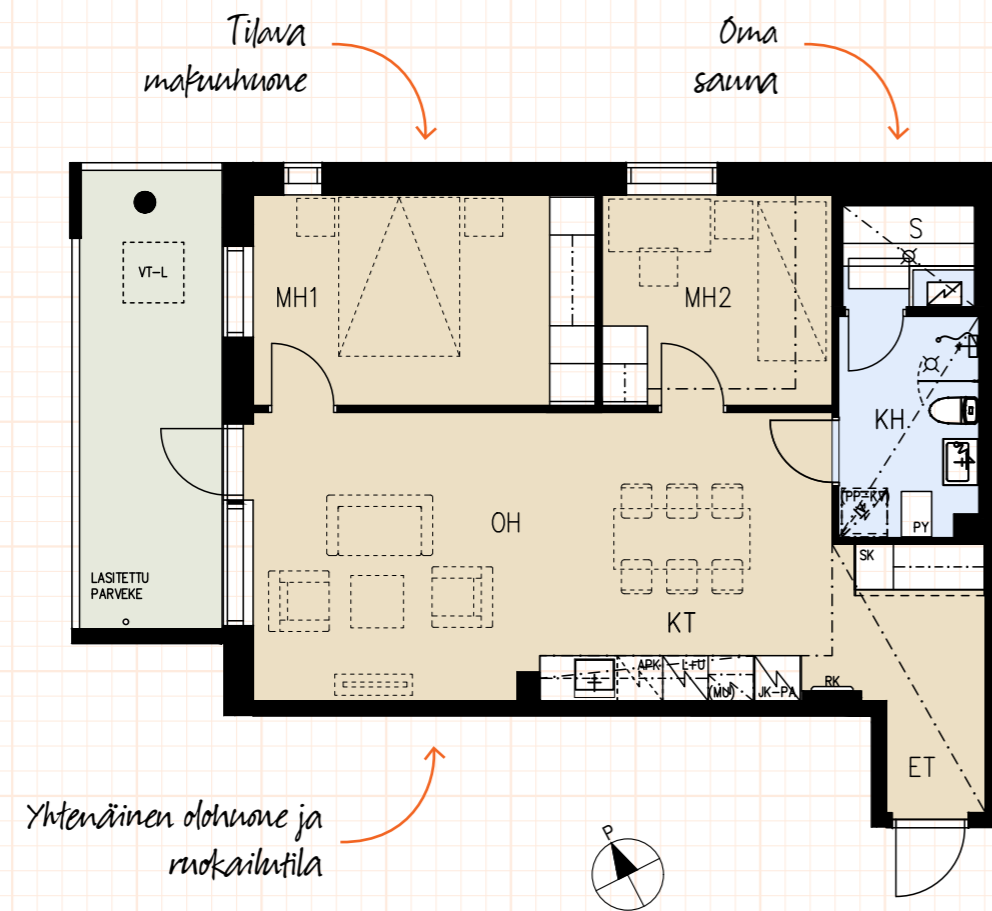 Tilava
makuuhuone
Oma
sauna
VT-L
MH1
MH2
S
KH
(PP+KV)
PY
OH
LASITETTU
PARVEKE
SK
KT
APK
L+U
(MU)
JK-PA
RK
ET
Yhtenäinen olohuone ja
ruokailutila
P